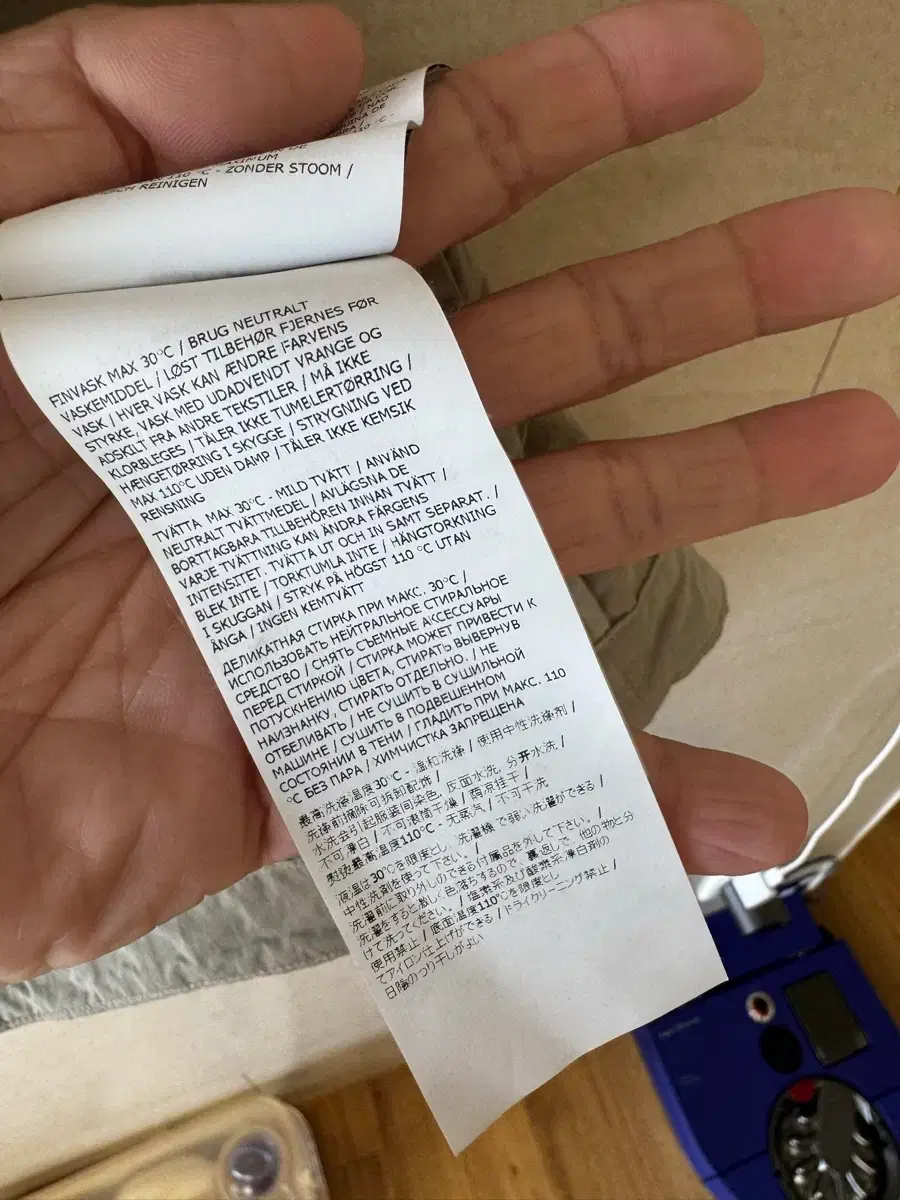 110 °C - ZONDER STOOM /
REINIGEN
FINVASK MAX 30°C / BRUG NEUTRALT
VASKEMIDDEL / LØST TILBEHØR FJERNES FØR
VASK / HVER VASK KAN ÆNDRE FARVENS
STYRKE, VASK MED UDADVENDT VRANGE OG
ADSKILT FRA ANDRE TEKSTILER / MÅ IKKE
KLORBLEGES / TÅLER IKKE TUMELERTØRRING /
HÆNGETØRRING I SKYGGE / STRYGNING VED
MAX 110°C UDEN DAMP / TÅLER IKKE KEMSIK
RENSNING
TVÄTTA MAX 30°C - MILD TVÄTT / ANVÄND
NEUTRALT TVÄTTMEDEL / AVLÄGSNA DE
BORTTAGBARA TILLBEHÖREN INNAN TVÄTT /
VARJE TVÄTTNING KAN ÄNDRA FÄRGENS
INTENSITET, TVÄTTA UT OCH IN SAMT SEPARAT. /
BLEK INTE / TORKTUMLA INTE / HÄNGTORKNING
I SKUGGAN / STRYK PÅ HÖGST 110 °C UTAN
ÅNGA / INGEN KEMTVÄTT
ДЕЛИКАТНАЯ СТИРКА ПРИ МАКС. 30°C /
ИСПОЛЬЗОВАТЬ НЕЙТРАЛЬНОЕ СТИРАЛЬНОЕ
СРЕДСТВО / СНЯТЬ СЪЕМНЫЕ АКСЕССУАРЫ
ПЕРЕД СТИРКОЙ / СТИРКА МОЖЕТ ПРИВЕСТИ К
ПОТУСКНЕНИЮ ЦВЕТА, СТИРАТЬ ВЫВЕРНУВ
НАИЗНАНКУ, СТИРАТЬ ОТДЕЛЬНО. / НЕ
ОТБЕЛИВАТЬ / НЕ СУШИТЬ В СУШИЛЬНОЙ
МАШИНЕ / СУШИТЬ В ПОДВЕШЕННОМ
СОСТОЯНИИ В ТЕНИ / ГЛАДИТЬ ПРИ МАКС. 110
°C БЕЗ ПАРА / ХИМЧИСТКА ЗАПРЕЩЕНА
最高洗涤温度30°C - 温和洗涤 / 使用中性洗涤剂 /
洗涤前摘除可拆卸配饰 /
水洗会引起服装间染色, 反面水洗, 分开水洗 /
不可漂白 / 不可滚筒干燥 / 荫凉挂干 /
熨烫最高温度110°C - 无蒸汽 / 不可干洗
液温は30°Cを限度とし、洗濯機で弱い洗濯ができる /
中性洗剤を使って下さい。 /
洗濯前に取り外しのできる付属品を外して下さい。 /
洗濯をすると激しく色落ちするので、裏返しで、他の物と分
けて洗ってください。 / 塩素系及び酸素系漂白剤の
使用禁止 / 底面温度110°Cを限度とし
てアイロン仕上げができる / ドライクリーニング禁止 /
日陰のつり干しがよい